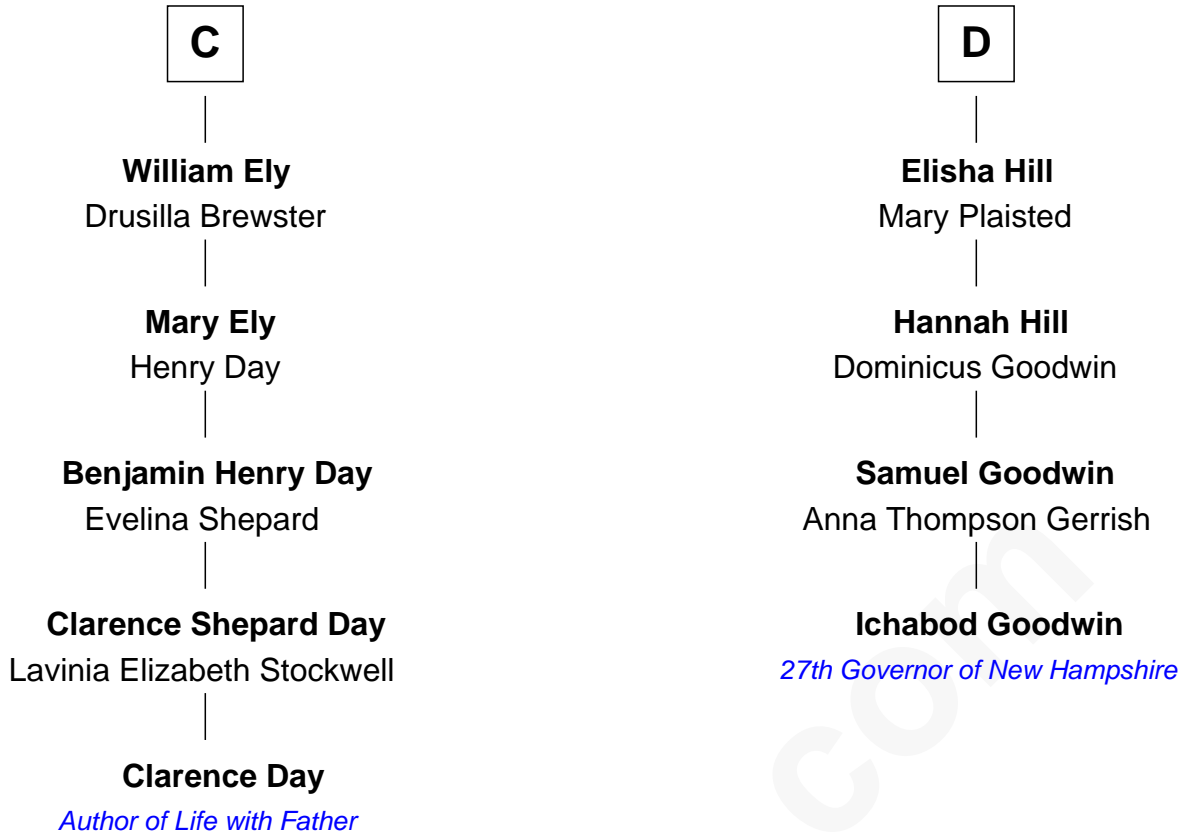 C
William Ely
Drusilla Brewster
Mary Ely
Henry Day
Benjamin Henry Day
Evelina Shepard
Clarence Shepard Day
Lavinia Elizabeth Stockwell
Clarence Day
Author of Life with Father
D
Elisha Hill
Mary Plaisted
Hannah Hill
Dominicus Goodwin
Samuel Goodwin
Anna Thompson Gerrish
Ichabod Goodwin
27th Governor of New Hampshire
com